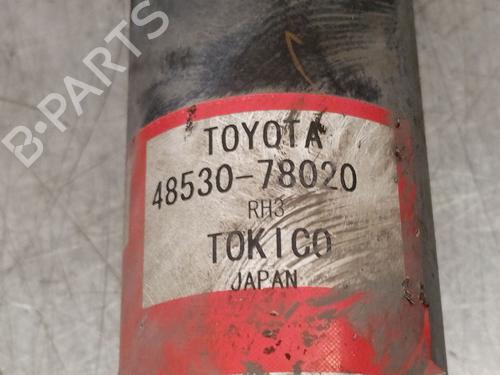 B-PARTS
TOYOTA
48530-78020
RH3
TOKICO
JAPAN